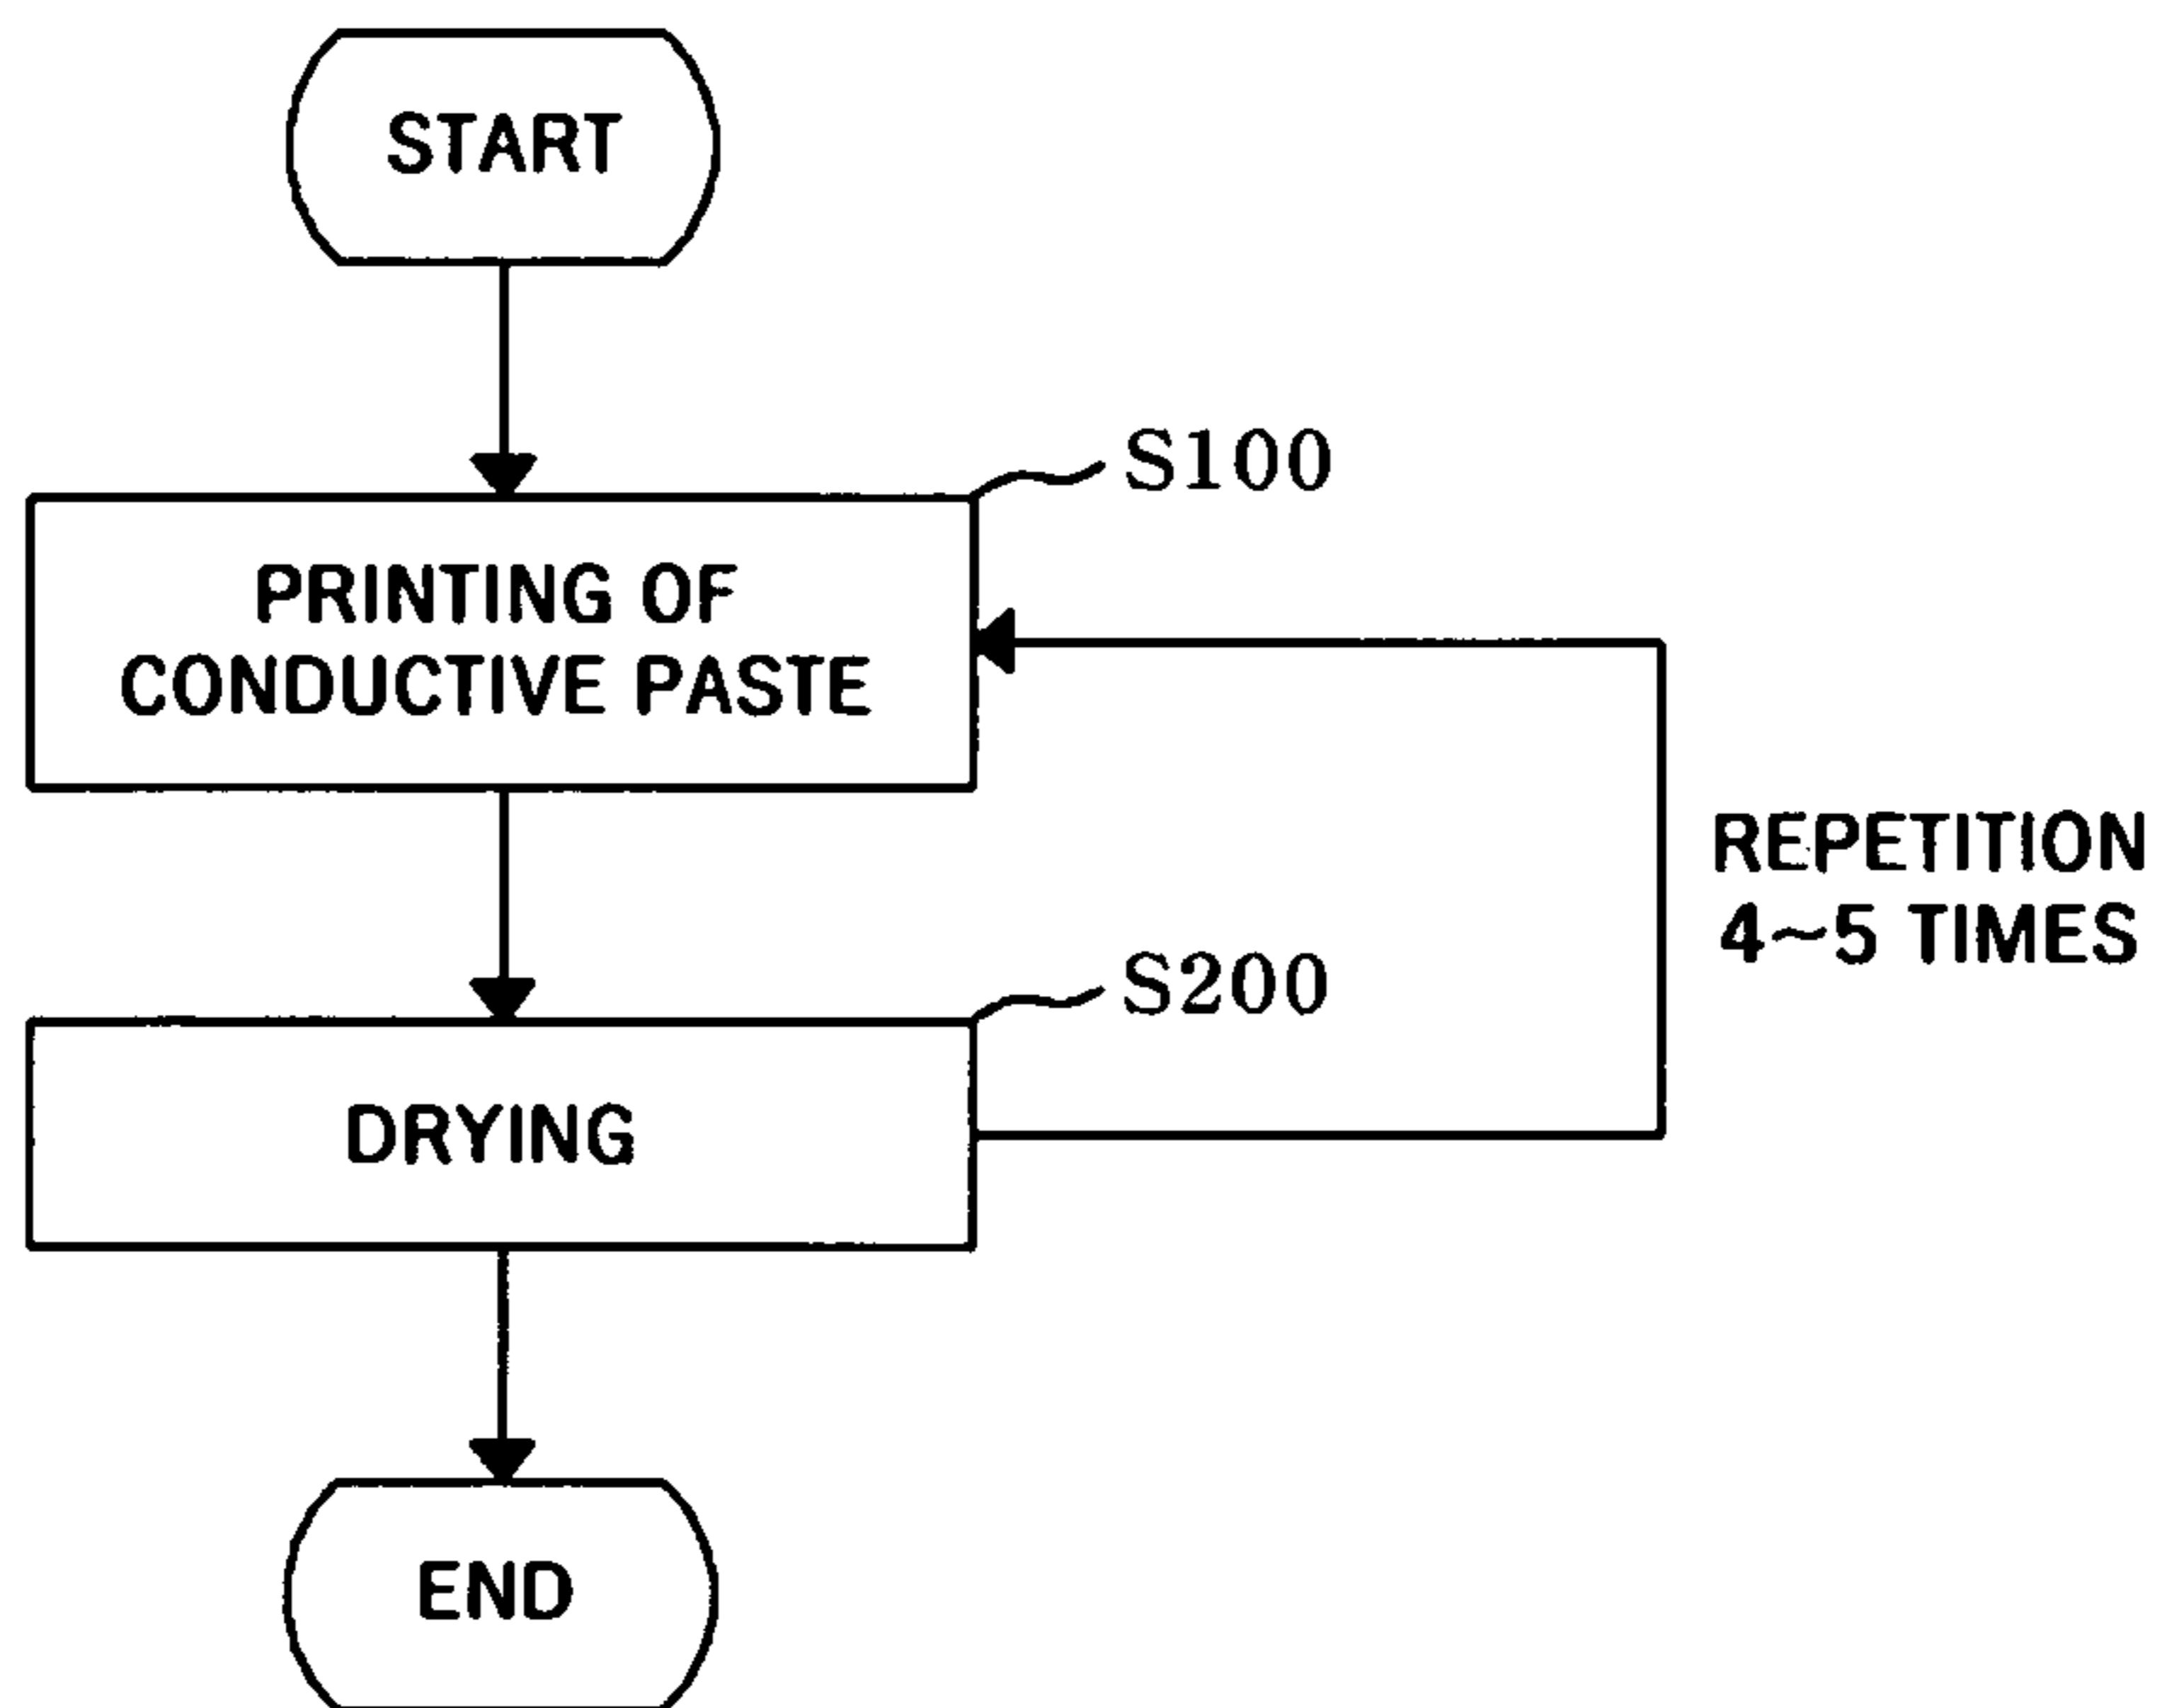 START
S100
PRINTING OF
CONDUCTIVE PASTE
REPETITION
4~5 TIMES
S200
DRYING
END